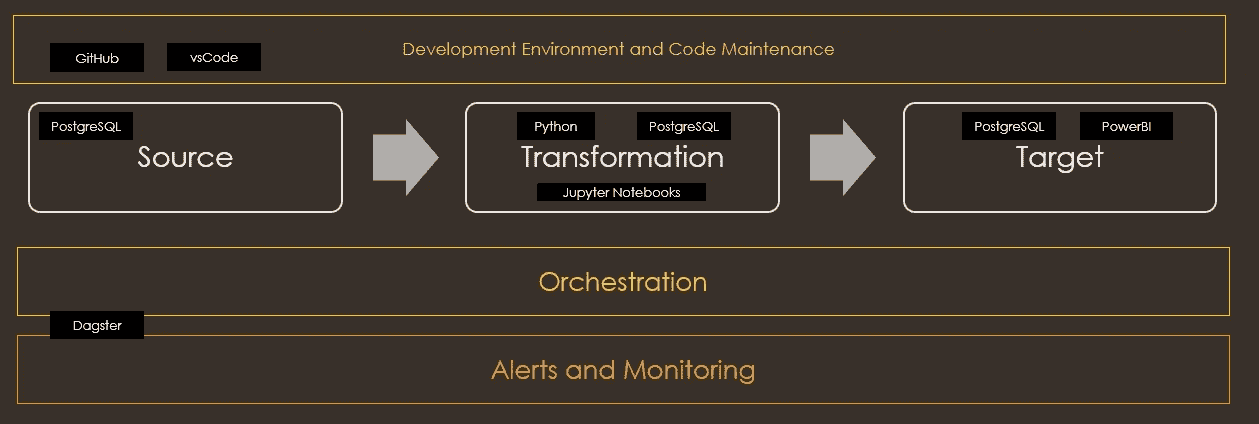 Development Environment and Code Maintenance
GitHub
vsCode
PostgreSQL
Source
Python
PostgreSQL
Transformation
Jupyter Notebooks
PostgreSQL
PowerBI
Target
Orchestration
Dagster
Alerts and Monitoring